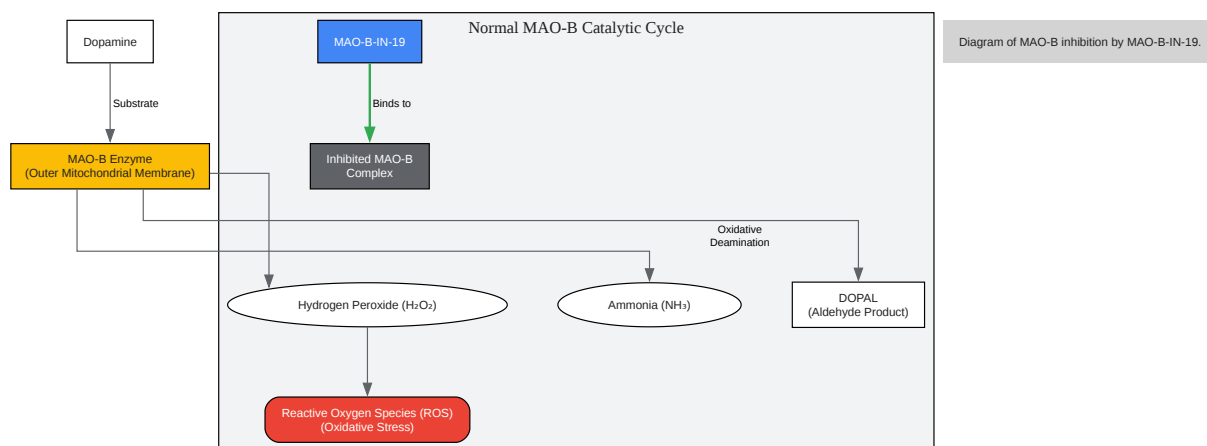 Normal MAO-B Catalytic Cycle
Dopamine
MAO-B-IN-19
Diagram of MAO-B inhibition by MAO-B-IN-19.
Substrate
Binds to
MAO-B Enzyme
(Outer Mitochondrial Membrane)
Inhibited MAO-B
Complex
Oxidative
Deamination
Hydrogen Peroxide (H₂O₂)
Ammonia (NH₃)
DOPAL
(Aldehyde Product)
Reactive Oxygen Species (ROS)
(Oxidative Stress)